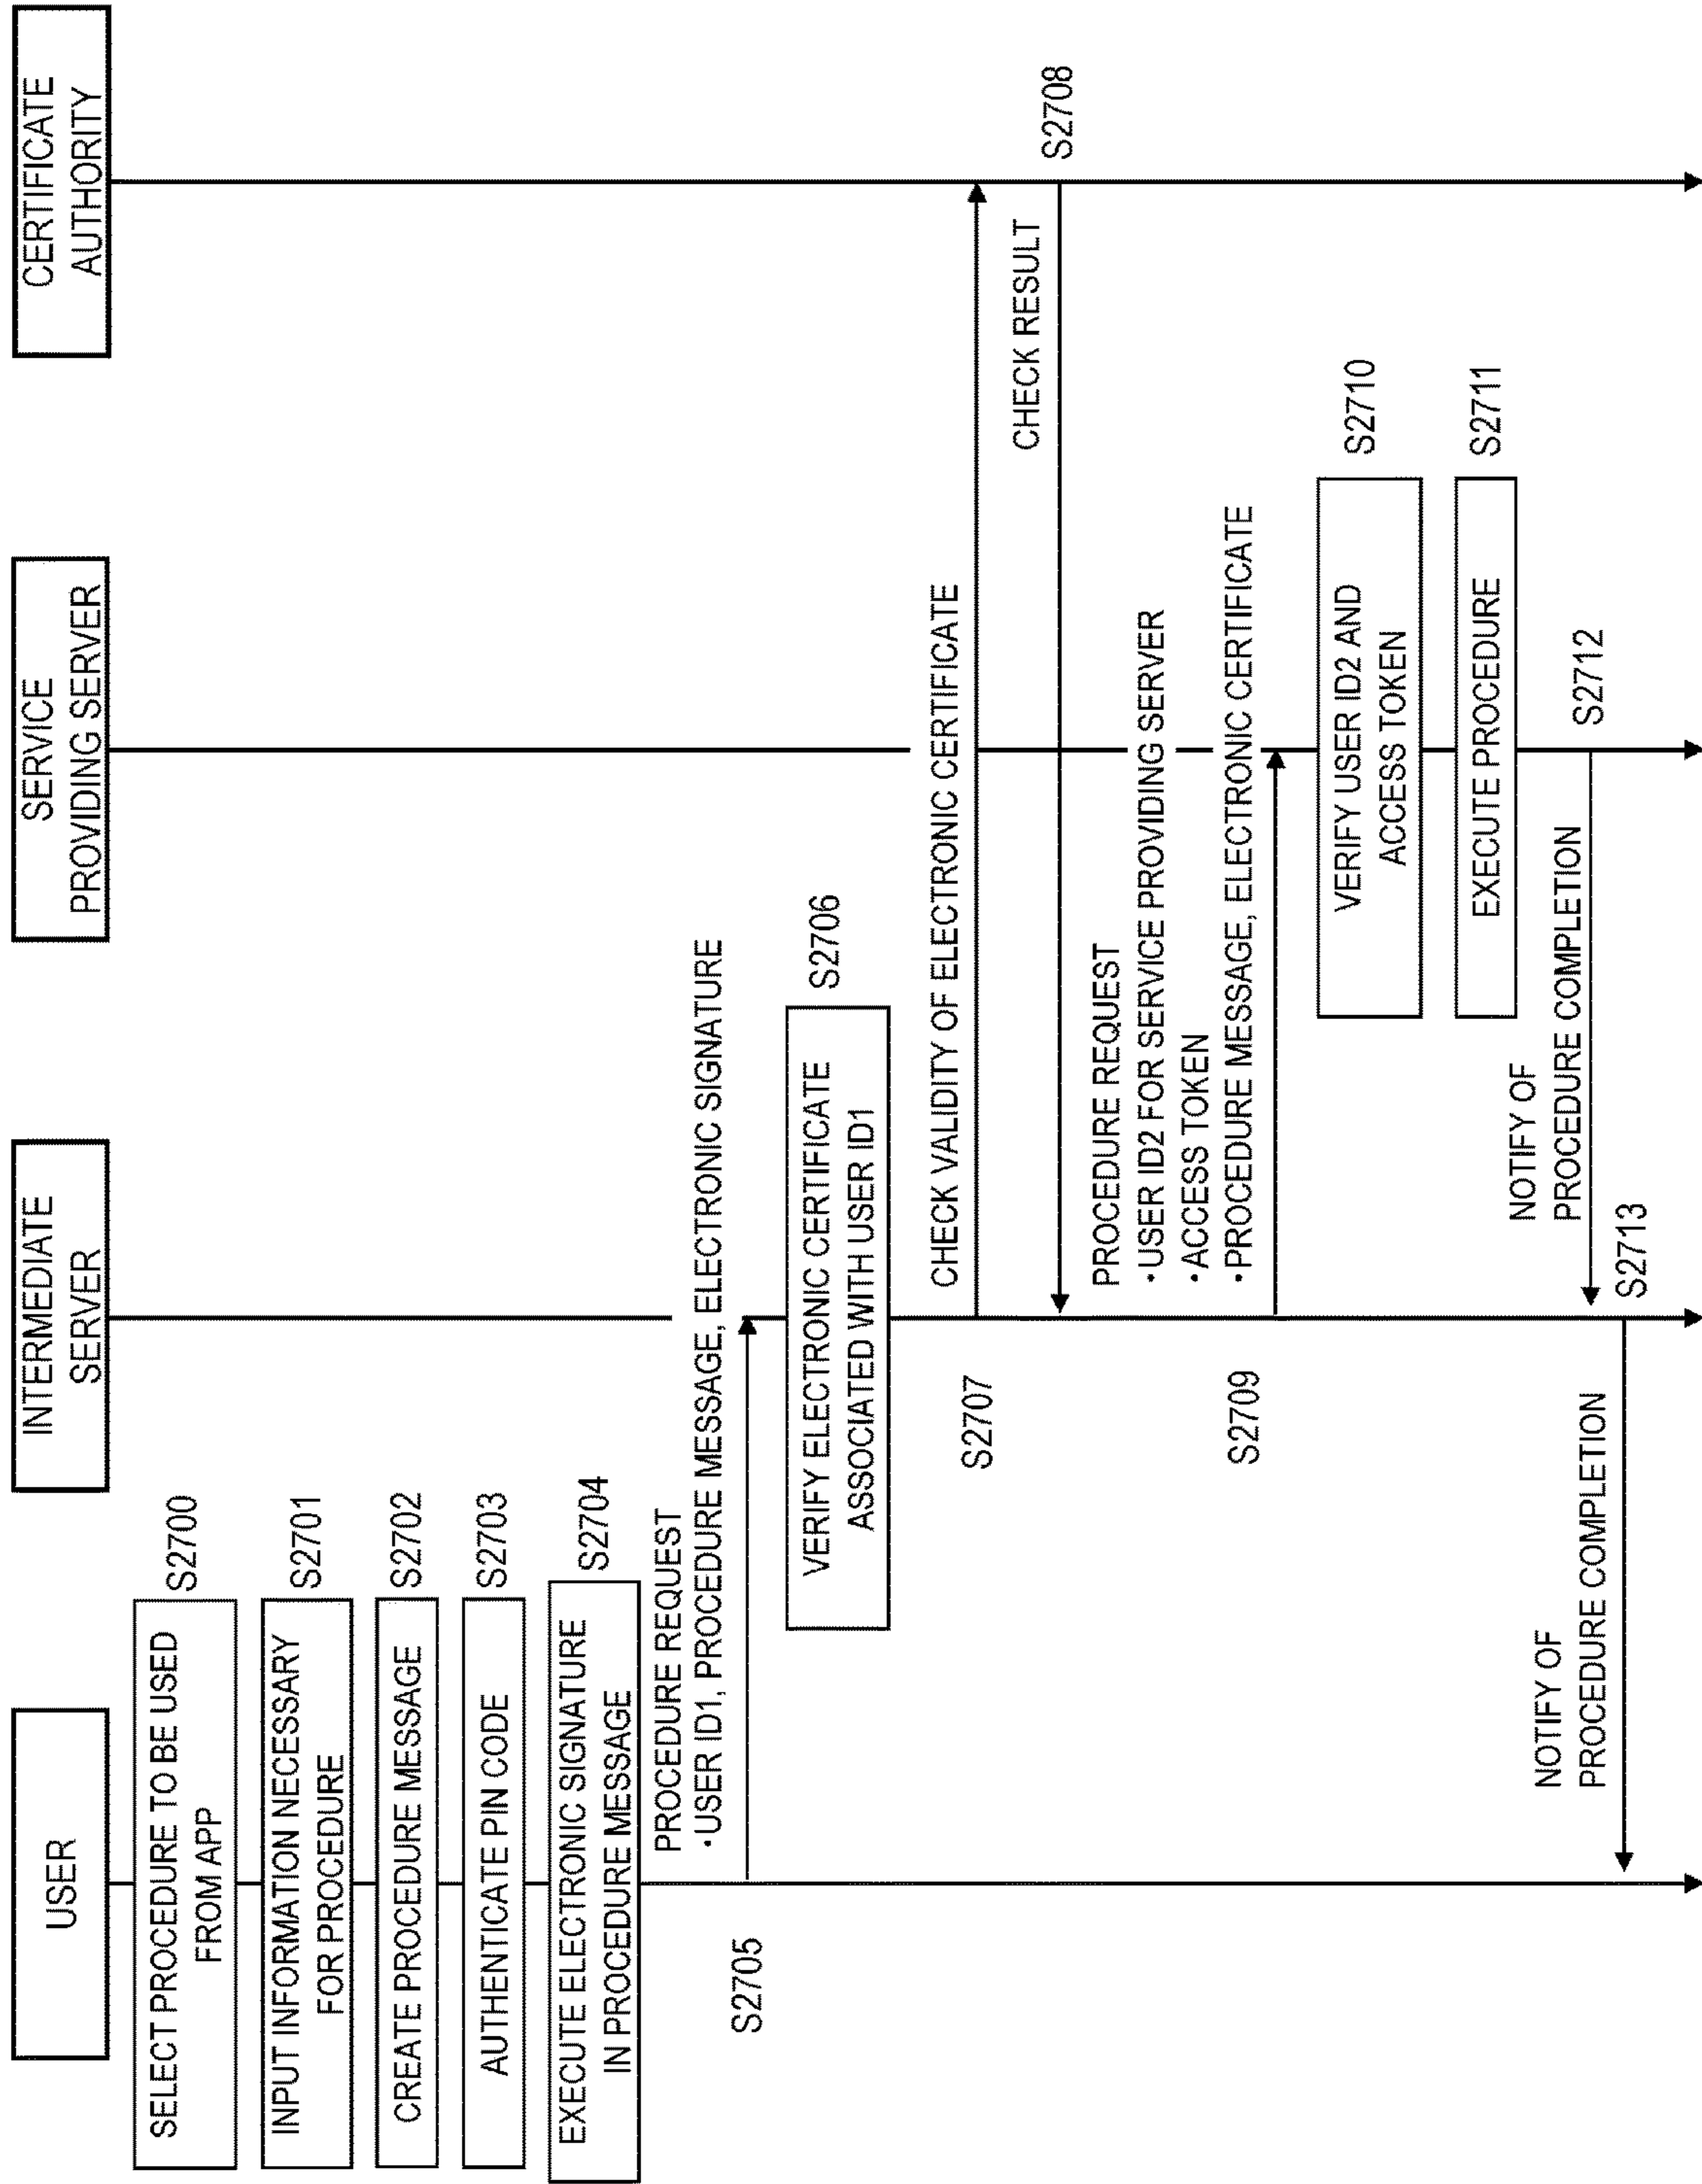 USER
INTERMEDIATE
SERVER
SERVICE
PROVIDING SERVER
CERTIFICATE
AUTHORITY
SELECT PROCEDURE TO BE USED
FROM APP
S2700
INPUT INFORMATION NECESSARY
FOR PROCEDURE
S2701
CREATE PROCEDURE MESSAGE
S2702
AUTHENTICATE PIN CODE
S2703
EXECUTE ELECTRONIC SIGNATURE
IN PROCEDURE MESSAGE
S2704
PROCEDURE REQUEST
・USER ID1, PROCEDURE MESSAGE, ELECTRONIC SIGNATURE
S2705
VERIFY ELECTRONIC CERTIFICATE
ASSOCIATED WITH USER ID1
S2706
CHECK VALIDITY OF ELECTRONIC CERTIFICATE
S2707
CHECK RESULT
S2708
PROCEDURE REQUEST
・USER ID2 FOR SERVICE PROVIDING SERVER
・ACCESS TOKEN
・PROCEDURE MESSAGE, ELECTRONIC CERTIFICATE
S2709
VERIFY USER ID2 AND
ACCESS TOKEN
S2710
EXECUTE PROCEDURE
S2711
NOTIFY OF
PROCEDURE COMPLETION
S2712
NOTIFY OF
PROCEDURE COMPLETION
S2713